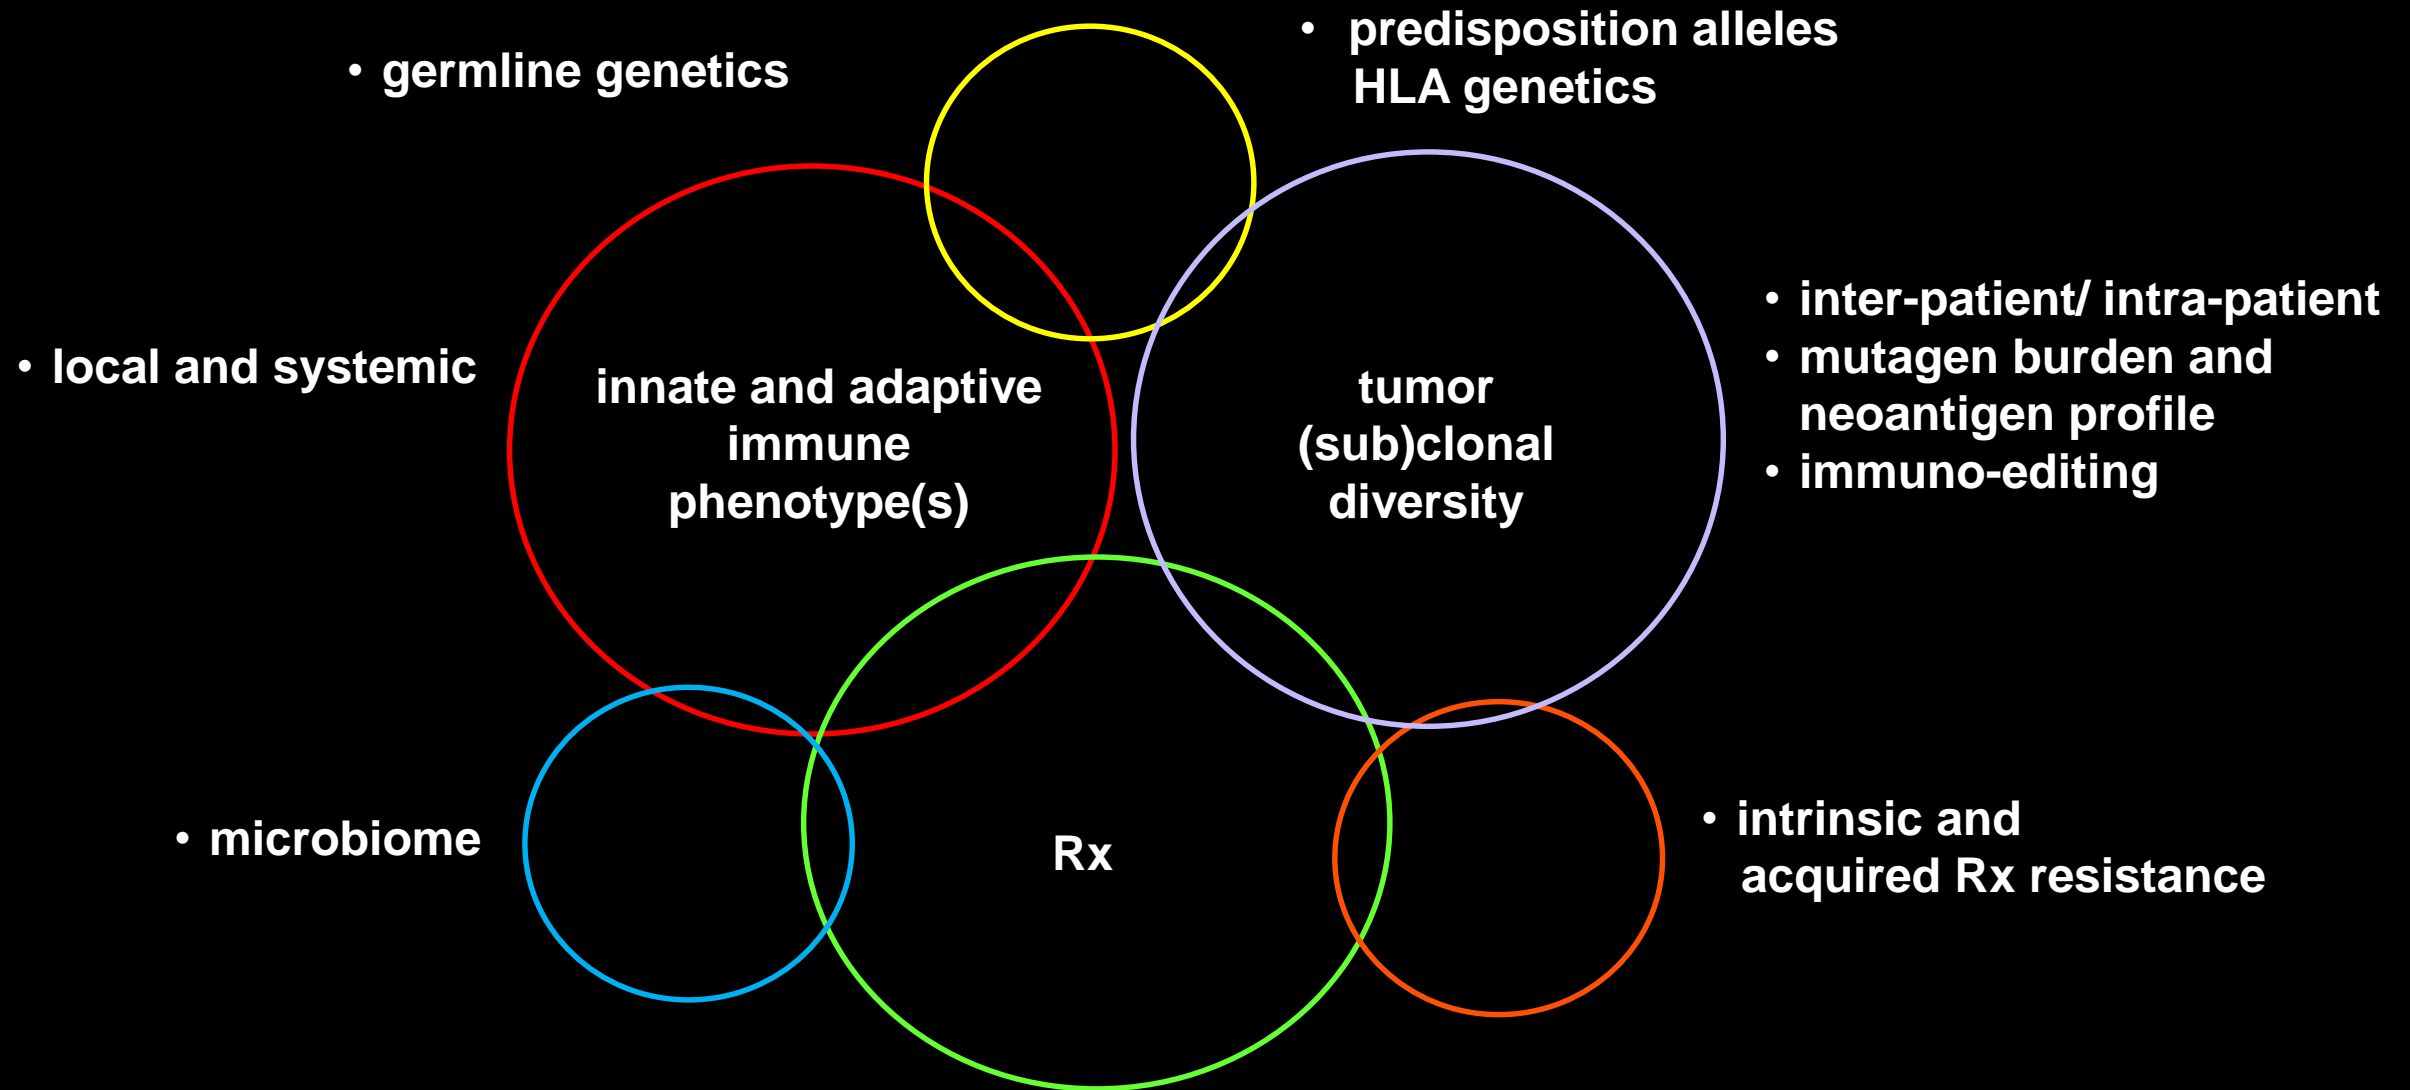 • germline genetics
• predisposition alleles
HLA genetics
• local and systemic
innate and adaptive
immune
phenotype(s)
tumor
(sub)clonal
diversity
• inter-patient/ intra-patient
• mutagen burden and
neoantigen profile
• immuno-editing
• microbiome
Rx
• intrinsic and
acquired Rx resistance